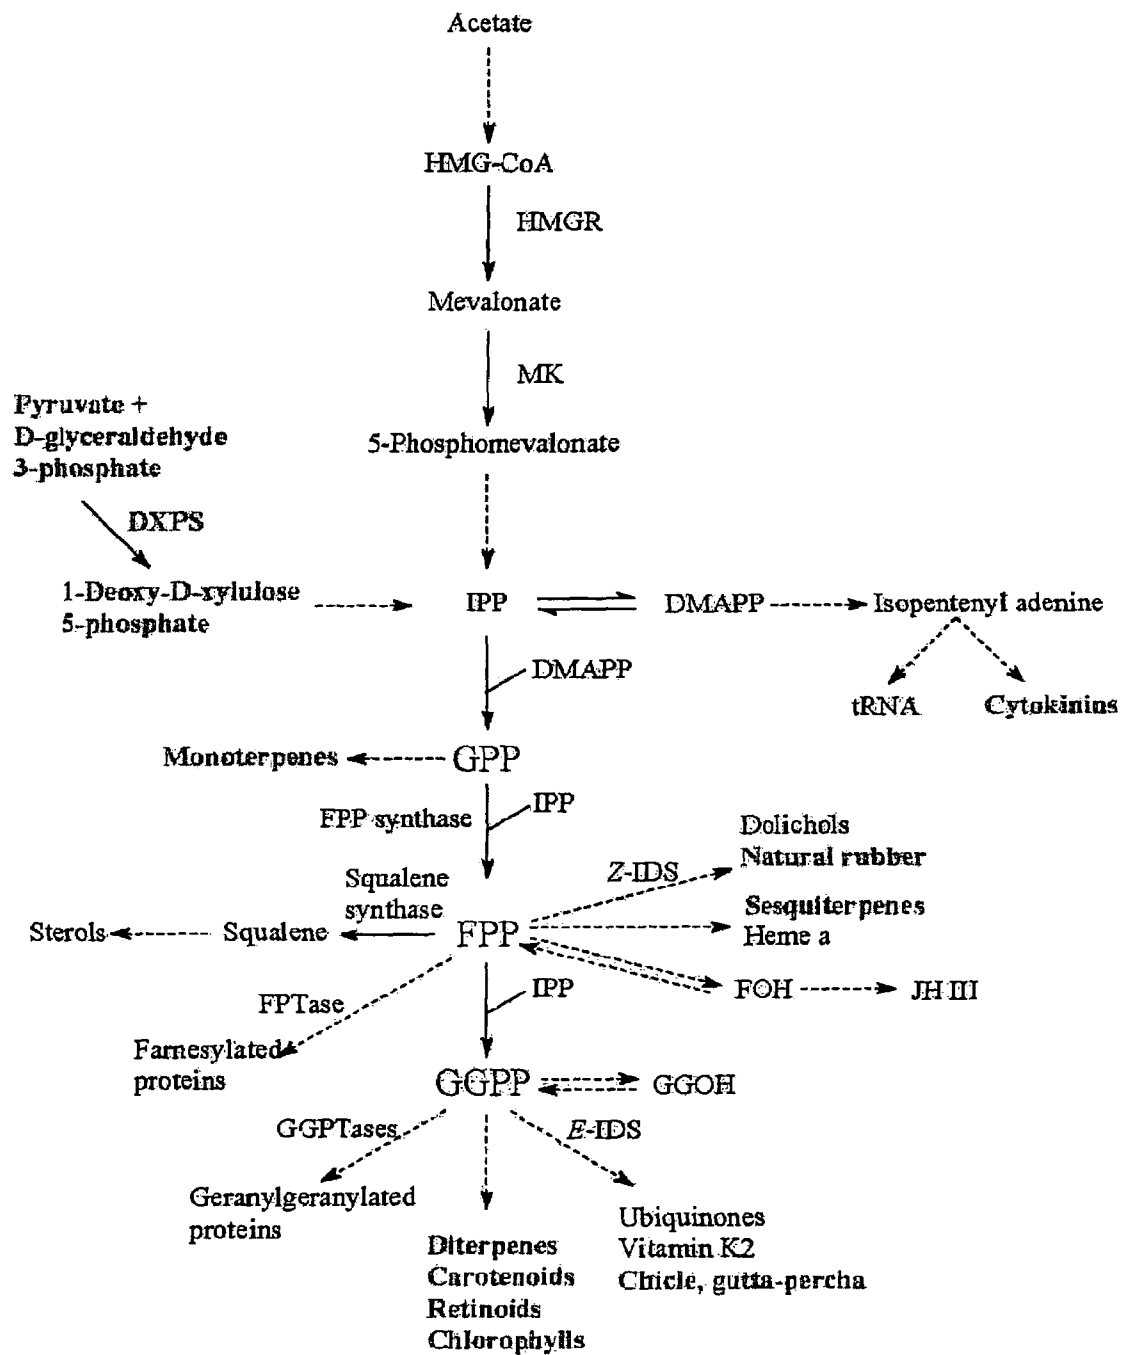 Acetate
HMG-CoA
HMGR
Mevalonate
MK
Pyruvate +
D-glyceraldehyde
3-phosphate
5-Phosphomevalonate
DXPS
1-Deoxy-D-xylulose
5-phosphate
IPP
DMAPP
Isopentenyl adenine
DMAPP
tRNA
Cytokinins
Monoterpenes
GPP
IPP
FPP synthase
Dolichols
Natural rubber
Z-IDS
Squalene
synthase
Sesquiterpenes
Heme a
Sterols
Squalene
FPP
IPP
FOH
JH III
FPTase
Farnesylated
proteins
GGPP
GGOH
GGPTases
E-IDS
Geranylgeranylated
proteins
Ubiquinones
Vitamin K2
Chicle, gutta-percha
Diterpenes
Carotenoids
Retinoids
Chlorophylls